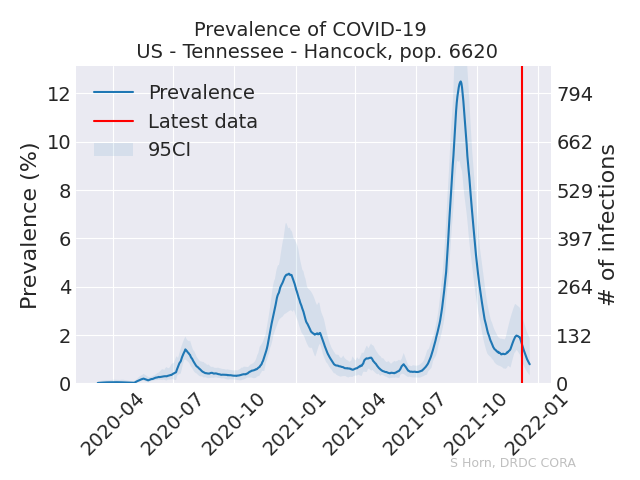 Prevalence of COVID-19
US - Tennessee - Hancock, pop. 6620
Prevalence
Latest data
95CI
Prevalence (%)
12
10
8
6
4
2
0
794
662
529
397
264
132
0
# of infections
2020-04
2020-07
2020-10
2021-01
2021-04
2021-07
2021-10
2022-01
S Horn, DRDC CORA